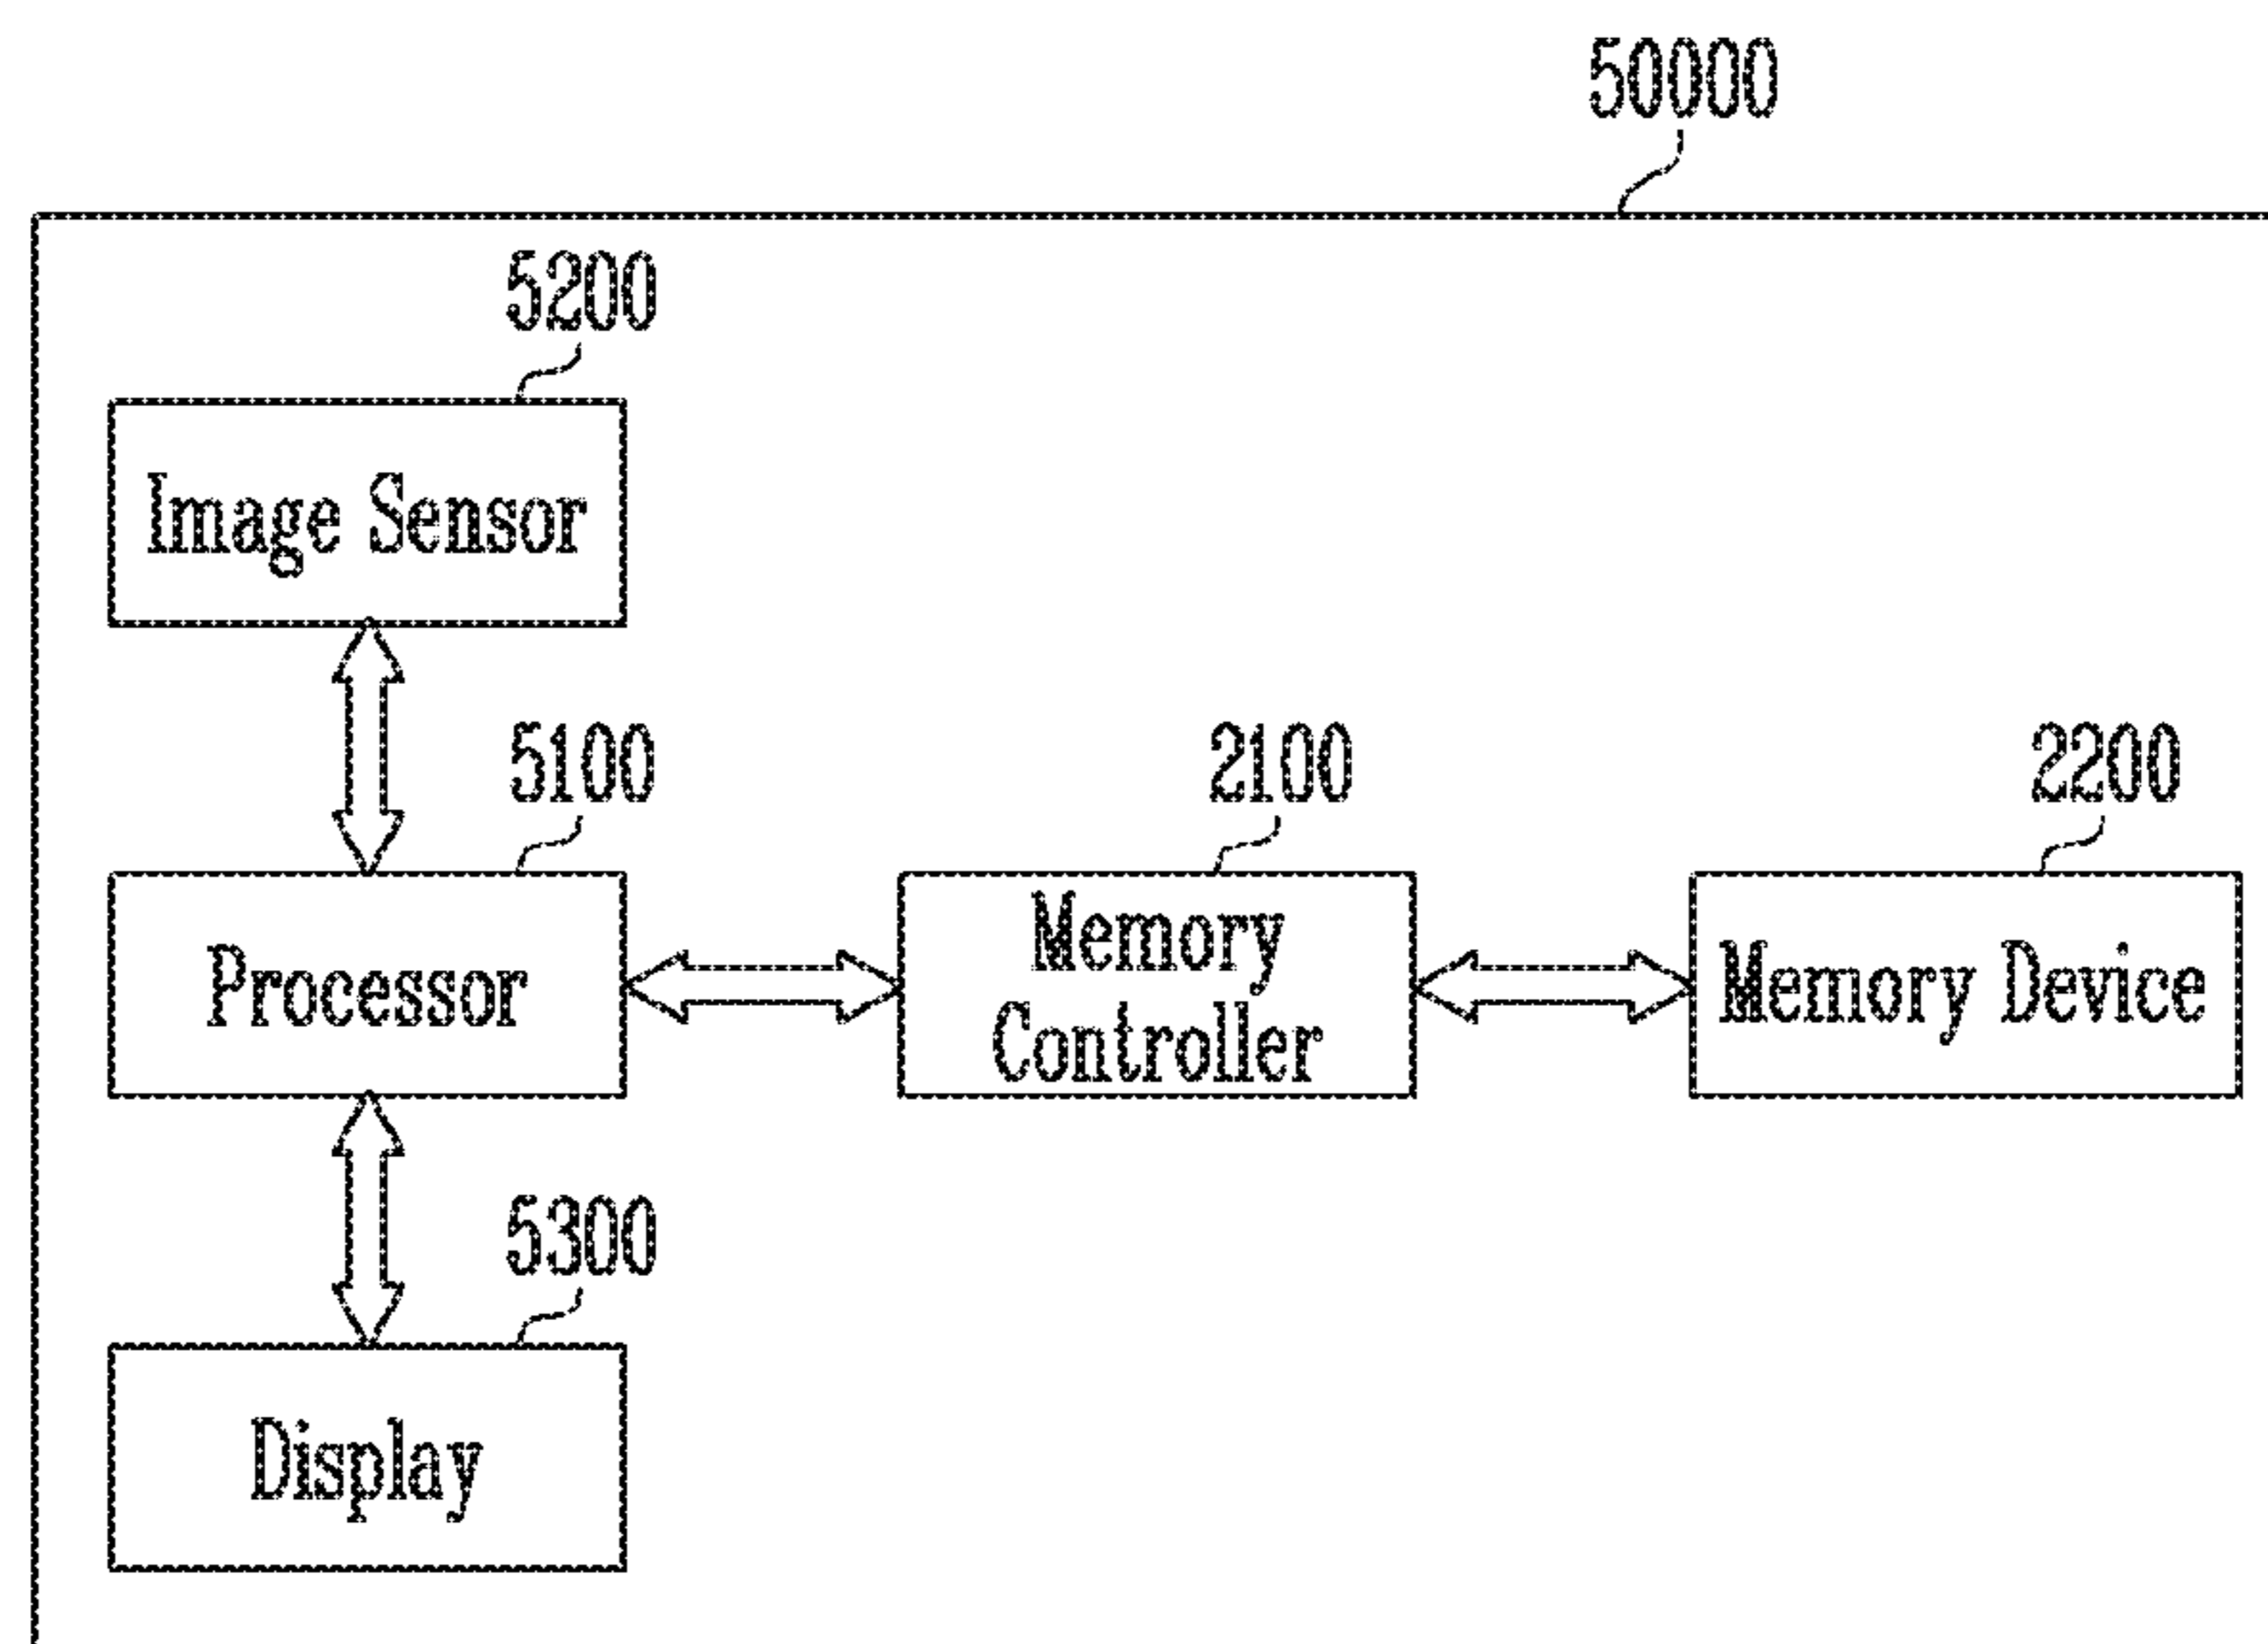 50000
5200
Image Sensor
5100
2100
2200
Processor
Memory
Controller
Memory Device
5300
Display